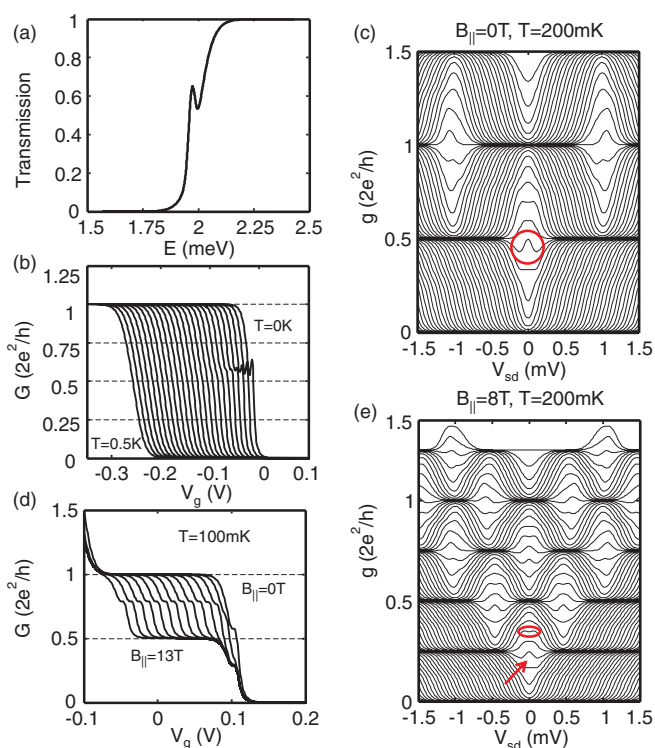 (a)
1
0.8
0.6
0.4
0.2
0
Transmission
1.5 1.75 2 2.25 2.5
E (meV)
(b)
1.25
1
0.75
0.5
0.25
0
G (2e²/h)
T=0K
T=0.5K
-0.3 -0.2 -0.1 0 0.1
V_g (V)
(d)
1.5
1
0.5
0
G (2e²/h)
T=100mK
B_||=0T
B_||=13T
-0.1 0 0.1 0.2
V_g (V)
(c)
B_||=0T, T=200mK
1.5
1
0.5
0
g (2e²/h)
-1.5 -1 -0.5 0 0.5 1 1.5
V_sd (mV)
(e)
B_||=8T, T=200mK
1.5
1
0.5
0
g (2e²/h)
-1.5 -1 -0.5 0 0.5 1 1.5
V_sd (mV)